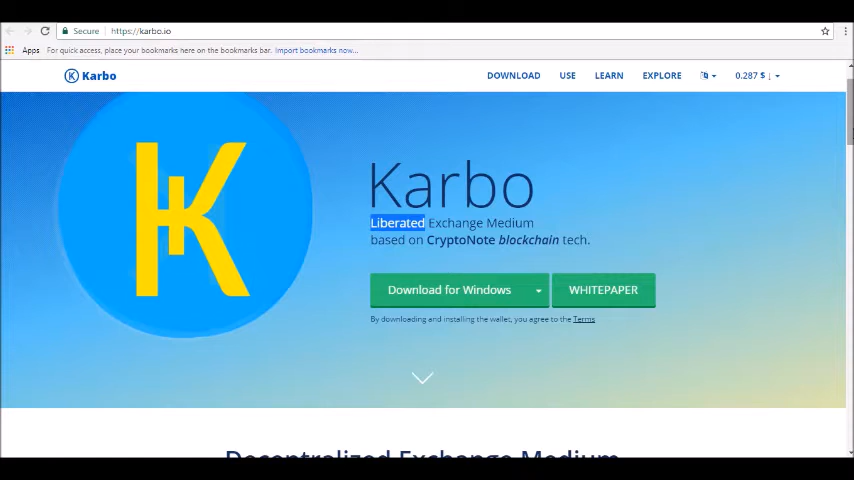 Secure https://karbo.io
Apps For quick access, place your bookmarks here on the bookmarks bar. Import bookmarks now...
Karbo DOWNLOAD USE LEARN EXPLORE 0.287 $
Karbo
Liberated Exchange Medium
based on CryptoNote blockchain tech.
Download for Windows WHITEPAPER
By downloading and installing the wallet, you agree to the Terms
Decentralized Exchange Medium